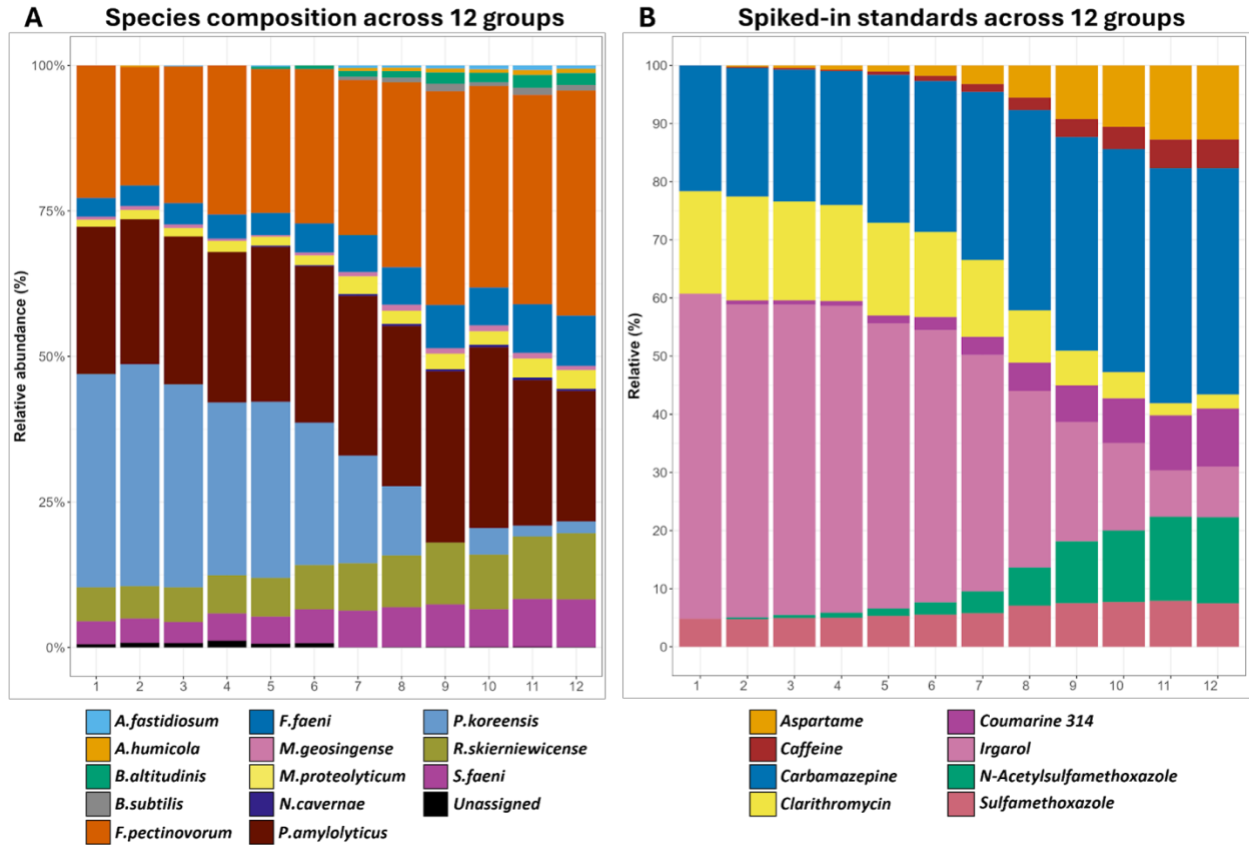 A Species composition across 12 groups
Relative abundance (%)
100%
75%
50%
25%
0%
1 2 3 4 5 6 7 8 9 10 11 12
A.fastidiosum F.faeni P.koreensis
A.humicola M.geosingense R.skierniewicense
B.altitudinis M.proteolyticum S.faeni
B.subtilis N.cavernae Unassigned
F.pectinovorum P.amylolyticus
B Spiked-in standards across 12 groups
Relative (%)
100
90
80
70
60
50
40
30
20
10
0
1 2 3 4 5 6 7 8 9 10 11 12
Aspartame Coumarine 314
Caffeine Irgarol
Carbamazepine N-Acetylsulfamethoxazole
Clarithromycin Sulfamethoxazole